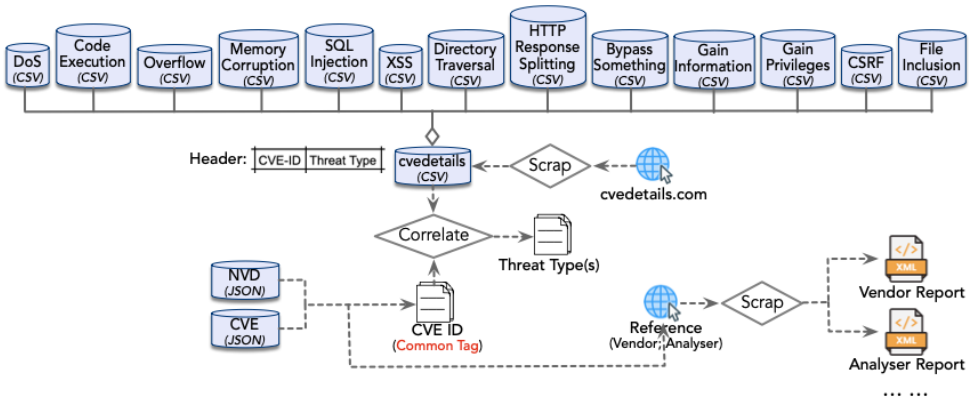 DoS
(CSV)
Code
Execution
(CSV)
Overflow
(CSV)
Memory
Corruption
(CSV)
SQL
Injection
(CSV)
XSS
(CSV)
Directory
Traversal
(CSV)
HTTP
Response
Splitting
(CSV)
Bypass
Something
(CSV)
Gain
Information
(CSV)
Gain
Privileges
(CSV)
CSRF
(CSV)
File
Inclusion
(CSV)
Header:
CVE-ID Threat Type
cvedetails
(CSV)
Scrap
cvedetails.com
Correlate
Threat Type(s)
NVD
(JSON)
CVE
(JSON)
CVE ID
(Common Tag)
Reference
(Vendor, Analyser)
Scrap
</>
XML
Vendor Report
</>
XML
Analyser Report
... ...